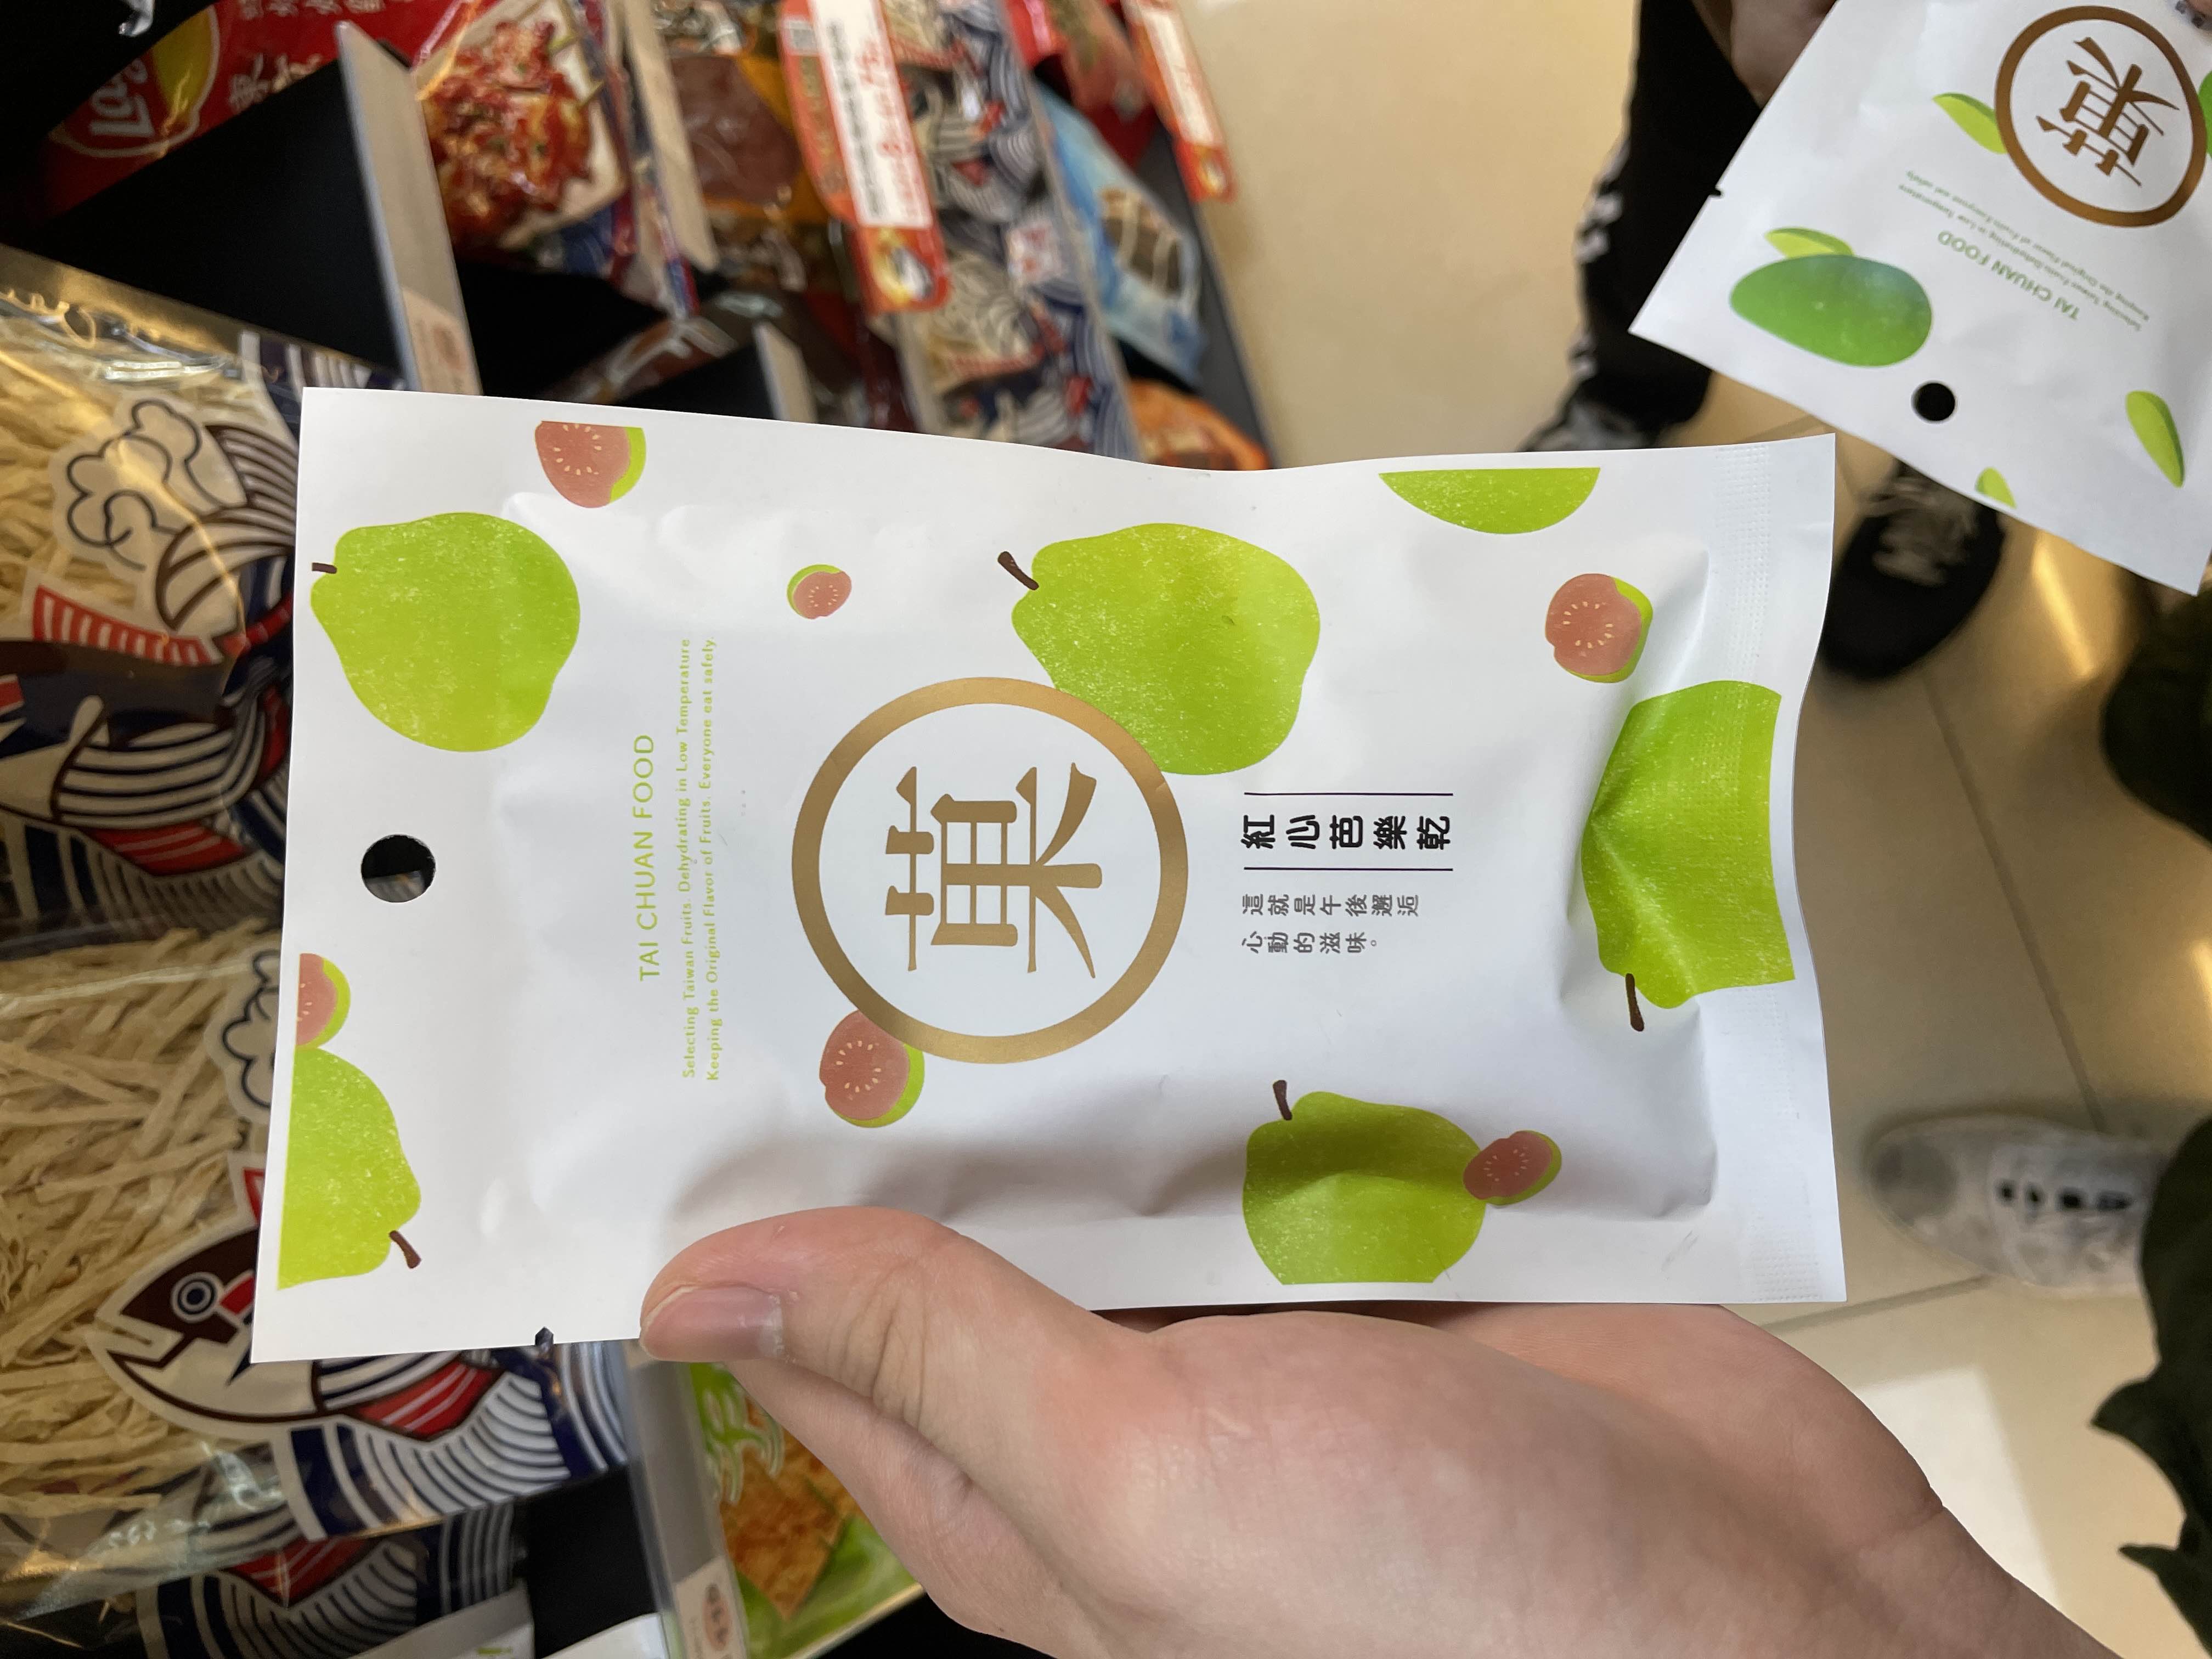 TAI CHUAN FOOD
Selecting Taiwan Fruits. Dehydrating in Low Temperature
Keeping the Original Flavor of Fruits. Everyone eat safely.
菓
紅心芭樂乾
這就是午後邂逅
心動的滋味。
菓
TAI CHUAN FOOD